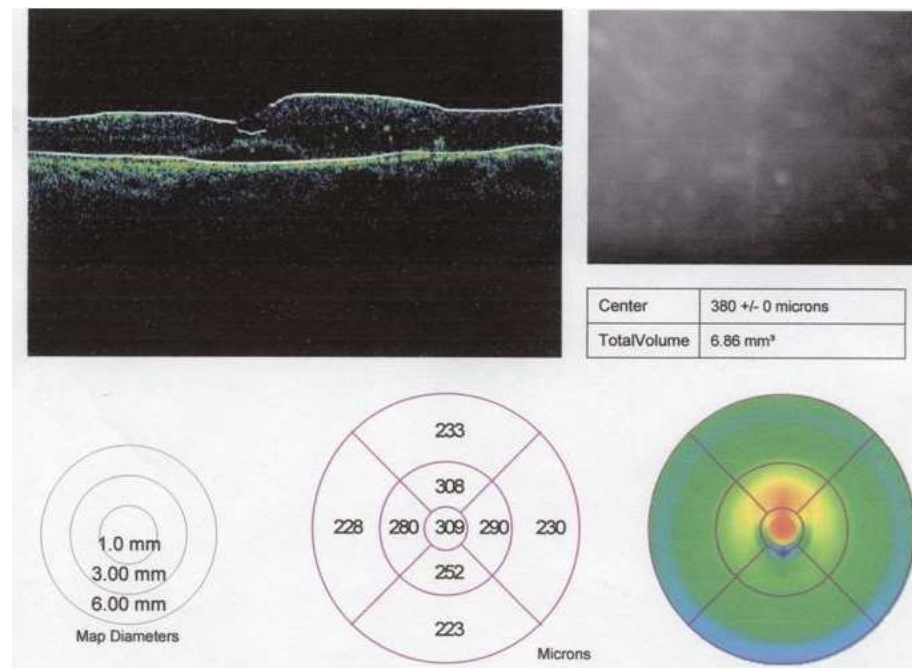 Center 380 +/- 0 microns
TotalVolume 6.86 mm³
1.0 mm
3.00 mm
6.00 mm
Map Diameters
233
308
228 280 309 290 230
252
223
Microns